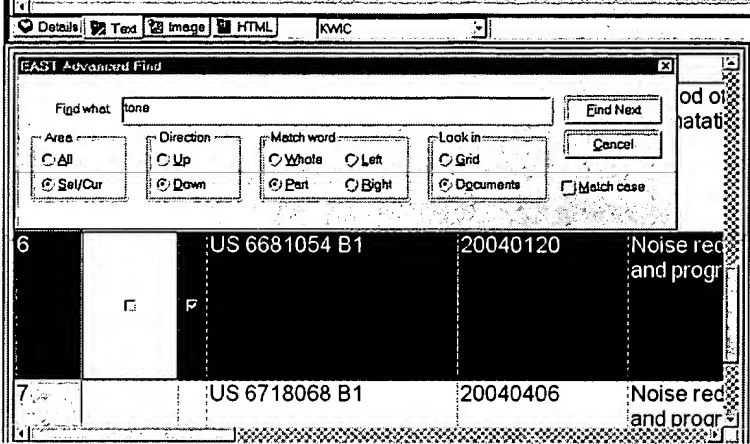 Details Text Image HTML KWIC
EAST Advanced Find
Find what tone Find Next
Cancel
Area Direction Match word Look in
All Up Whole Left Grid
Sel/Cur Down Part Right Documents Match case
od of
natati
6 US 6681054 B1 20040120 Noise red
and progr
7 US 6718068 B1 20040406 Noise red
and progr